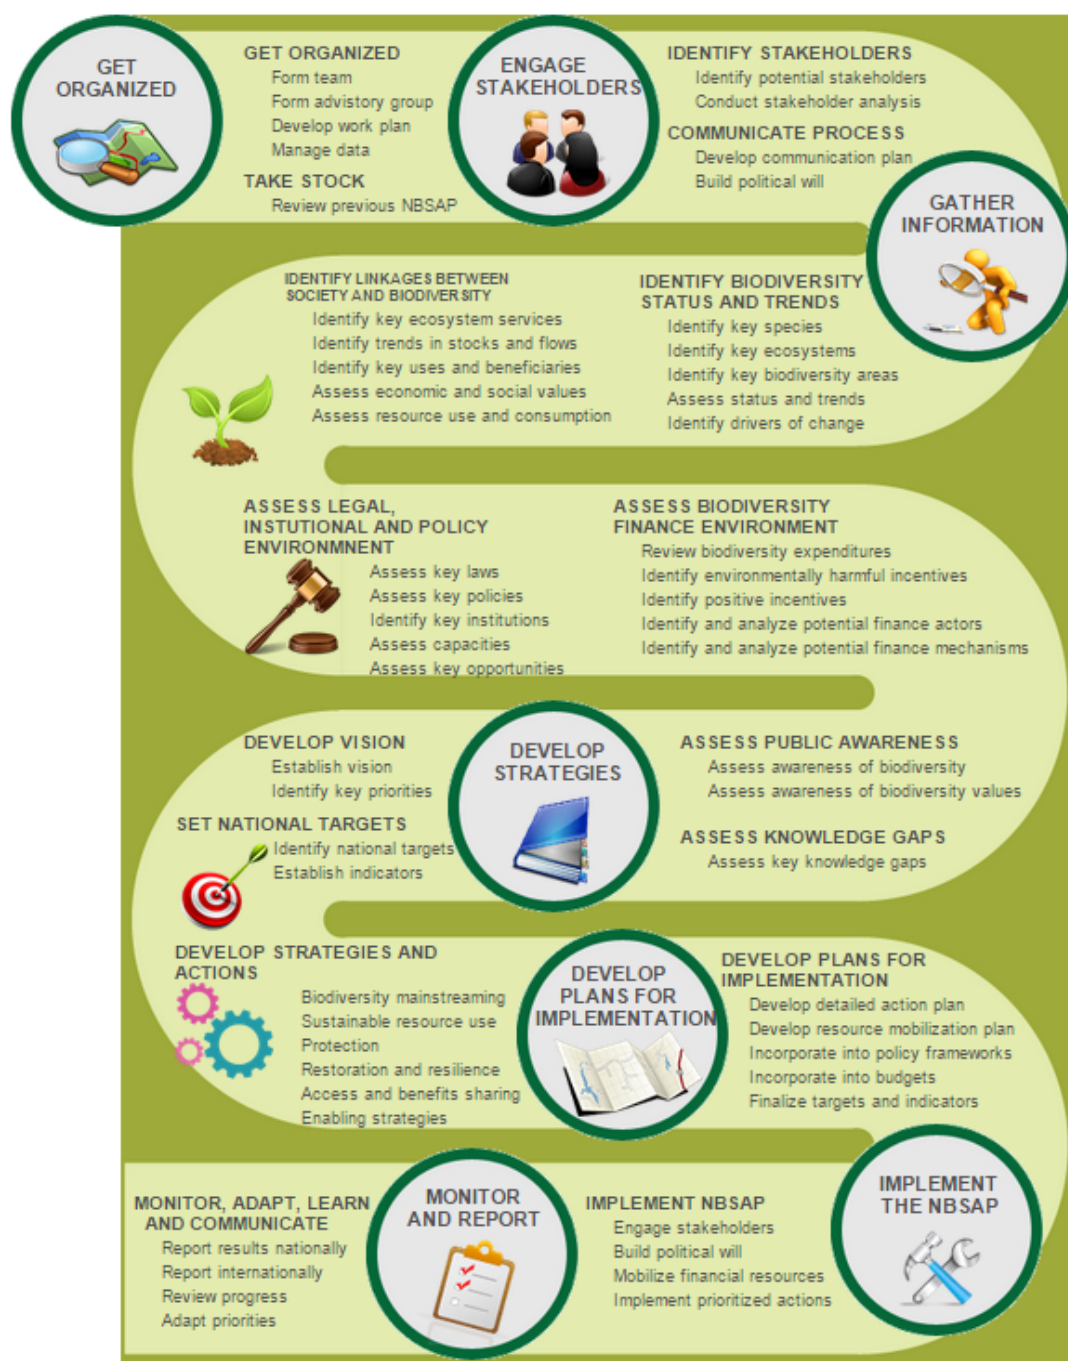 GET
ORGANIZED
GET ORGANIZED
Form team
Form advistory group
Develop work plan
Manage data
TAKE STOCK
Review previous NBSAP
ENGAGE
STAKEHOLDERS
IDENTIFY STAKEHOLDERS
Identify potential stakeholders
Conduct stakeholder analysis
COMMUNICATE PROCESS
Develop communication plan
Build political will
GATHER
INFORMATION
IDENTIFY BIODIVERSITY
STATUS AND TRENDS
Identify key species
Identify key ecosystems
Identify key biodiversity areas
Assess status and trends
Identify drivers of change
IDENTIFY LINKAGES BETWEEN
SOCIETY AND BIODIVERSITY
Identify key ecosystem services
Identify trends in stocks and flows
Identify key uses and beneficiaries
Assess economic and social values
Assess resource use and consumption
ASSESS LEGAL,
INSTUTIONAL AND POLICY
ENVIRONMNENT
Assess key laws
Assess key policies
Identify key institutions
Assess capacities
Assess key opportunities
ASSESS BIODIVERSITY
FINANCE ENVIRONMENT
Review biodiversity expenditures
Identify environmentally harmful incentives
Identify positive incentives
Identify and analyze potential finance actors
Identify and analyze potential finance mechanisms
ASSESS PUBLIC AWARENESS
Assess awareness of biodiversity
Assess awareness of biodiversity values
ASSESS KNOWLEDGE GAPS
Assess key knowledge gaps
DEVELOP
STRATEGIES
DEVELOP VISION
Establish vision
Identify key priorities
SET NATIONAL TARGETS
Identify national targets
Establish indicators
DEVELOP STRATEGIES AND
ACTIONS
Biodiversity mainstreaming
Sustainable resource use
Protection
Restoration and resilience
Access and benefits sharing
Enabling strategies
DEVELOP
PLANS FOR
IMPLEMENTATION
DEVELOP PLANS FOR
IMPLEMENTATION
Develop detailed action plan
Develop resource mobilization plan
Incorporate into policy frameworks
Incorporate into budgets
Finalize targets and indicators
IMPLEMENT
THE NBSAP
IMPLEMENT NBSAP
Engage stakeholders
Build political will
Mobilize financial resources
Implement prioritized actions
MONITOR
AND REPORT
MONITOR, ADAPT, LEARN
AND COMMUNICATE
Report results nationally
Report internationally
Review progress
Adapt priorities